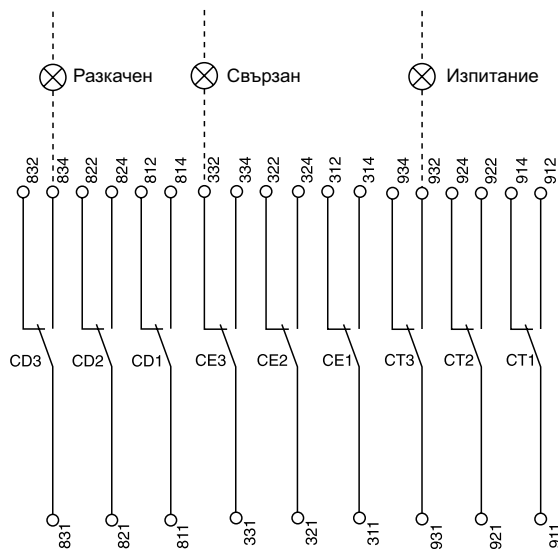 Разкачен Свързан Изпитание
832 834 822 824 812 814 332 334 322 324 312 314 934 932 924 922 914 912
CD3 CD2 CD1 CE3 CE2 CE1 CT3 CT2 CT1
831 821 811 331 321 311 931 921 911